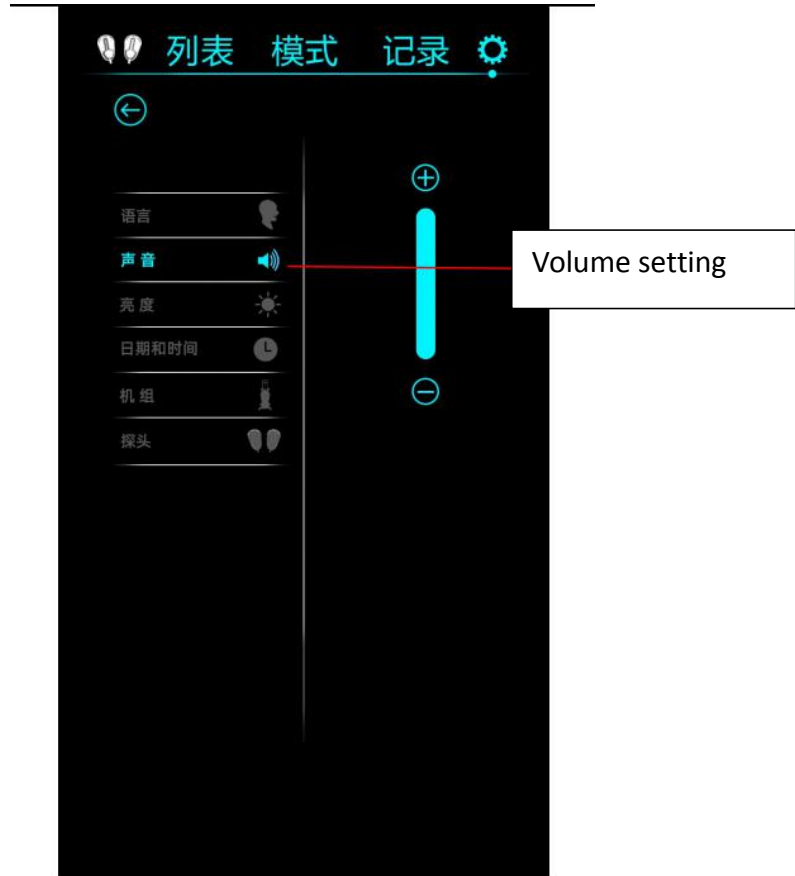 列表 模式 记录
语言
声音
Volume setting
亮度
日期和时间
机组
探头